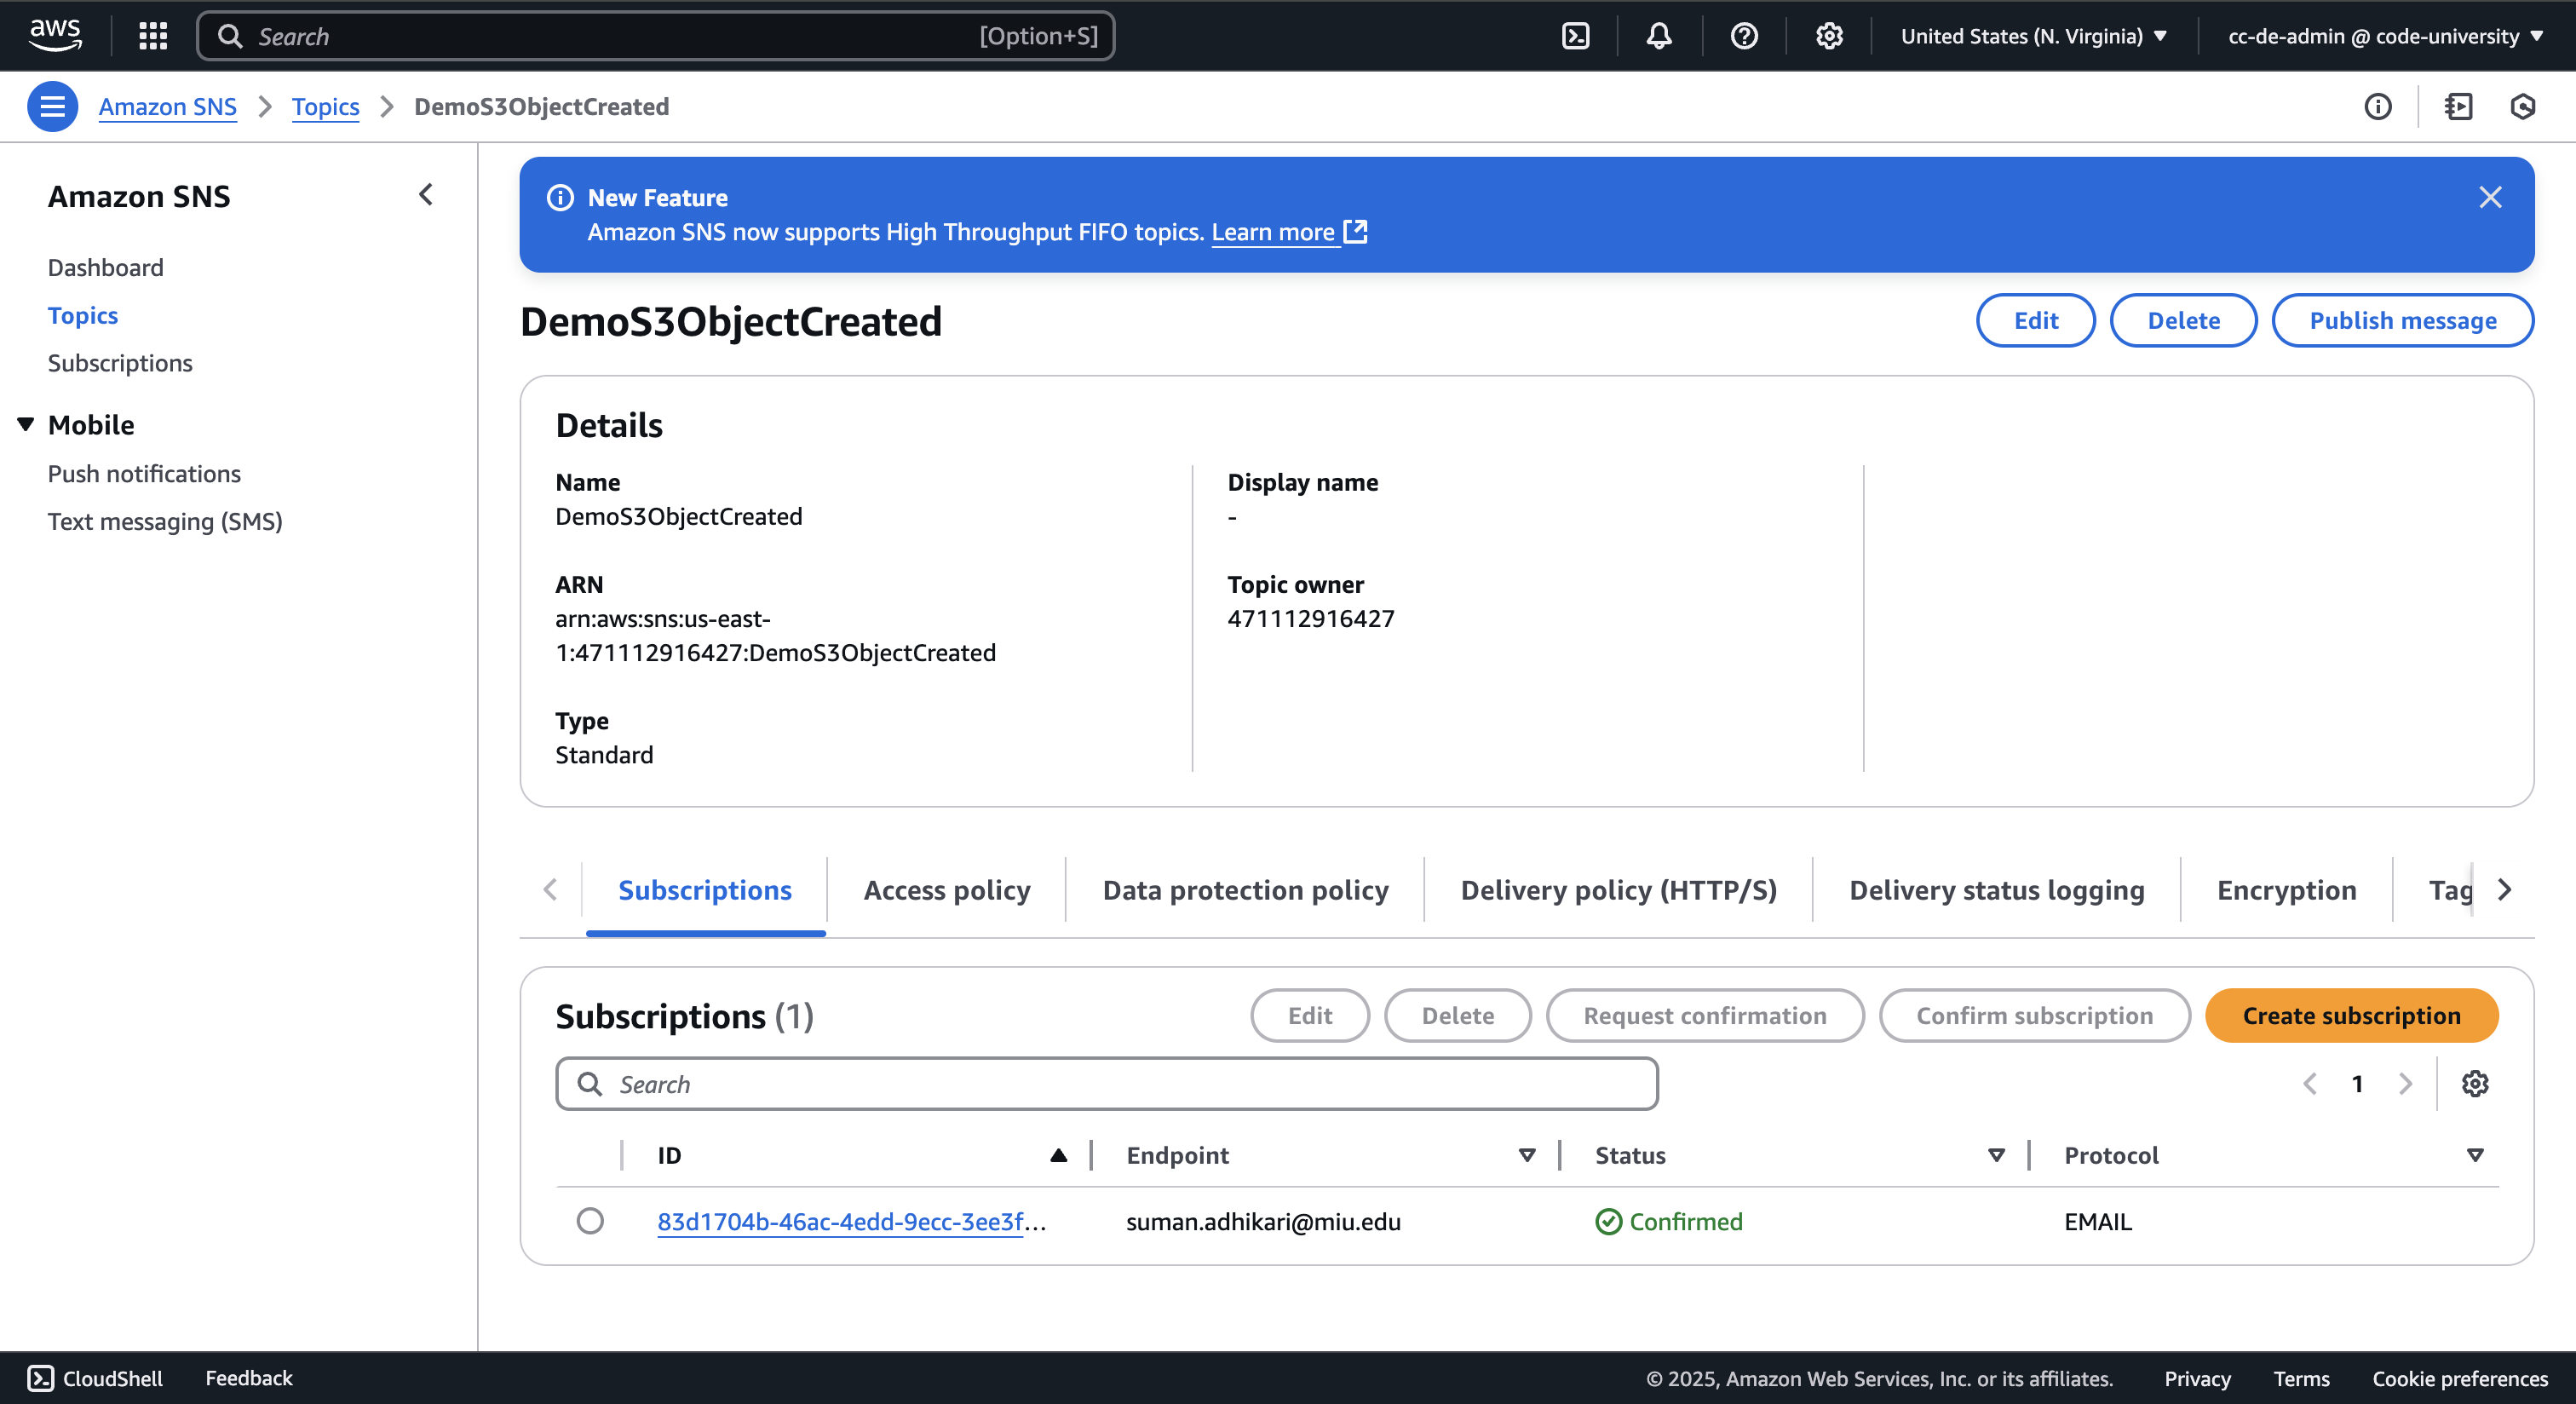 aws
Search
[Option+S]
United States (N. Virginia)
cc-de-admin @ code-university
Amazon SNS
Topics
DemoS3ObjectCreated
Amazon SNS
Dashboard
Topics
Subscriptions
Mobile
Push notifications
Text messaging (SMS)
New Feature
Amazon SNS now supports High Throughput FIFO topics. Learn more
DemoS3ObjectCreated
Edit
Delete
Publish message
Details
Name
DemoS3ObjectCreated
ARN
arn:aws:sns:us-east-
1:471112916427:DemoS3ObjectCreated
Type
Standard
Display name
-
Topic owner
471112916427
Subscriptions
Access policy
Data protection policy
Delivery policy (HTTP/S)
Delivery status logging
Encryption
Tag
Subscriptions (1)
Edit
Delete
Request confirmation
Confirm subscription
Create subscription
Search
1
ID
Endpoint
Status
Protocol
83d1704b-46ac-4edd-9ecc-3ee3f...
suman.adhikari@miu.edu
Confirmed
EMAIL
CloudShell
Feedback
© 2025, Amazon Web Services, Inc. or its affiliates.
Privacy
Terms
Cookie preferences